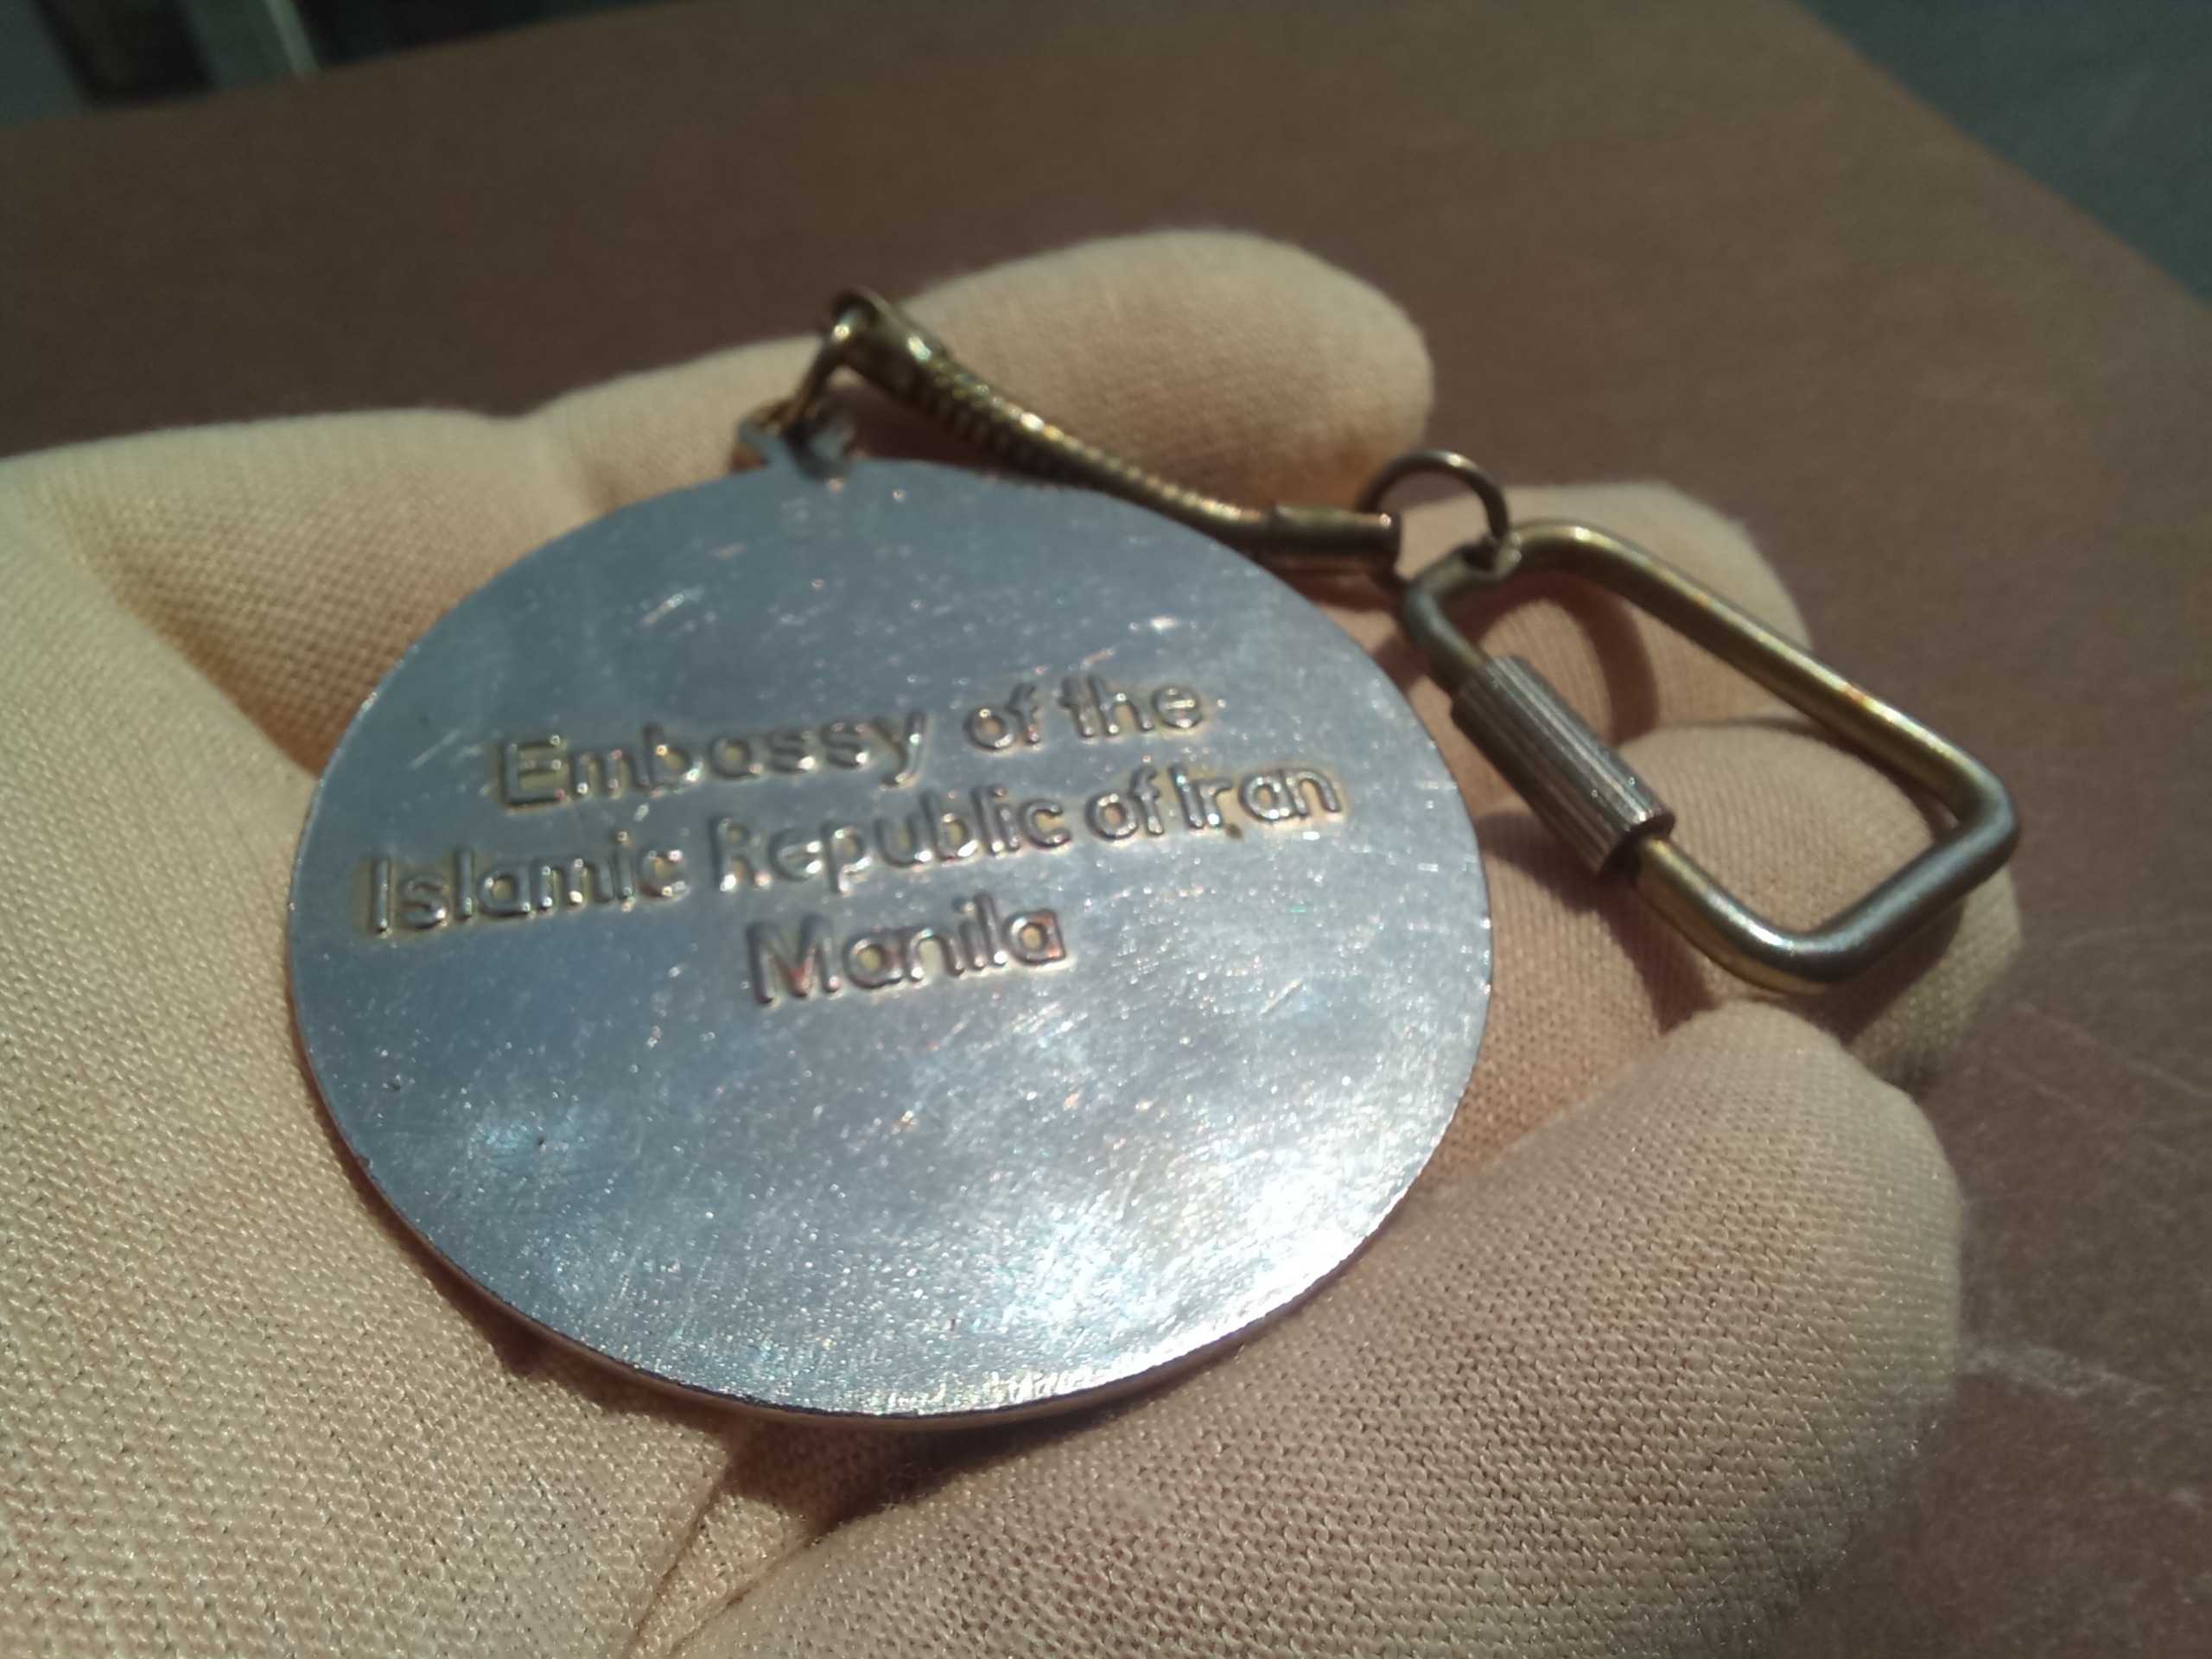 Embassy of the
Islamic Republic of Iran
Manila